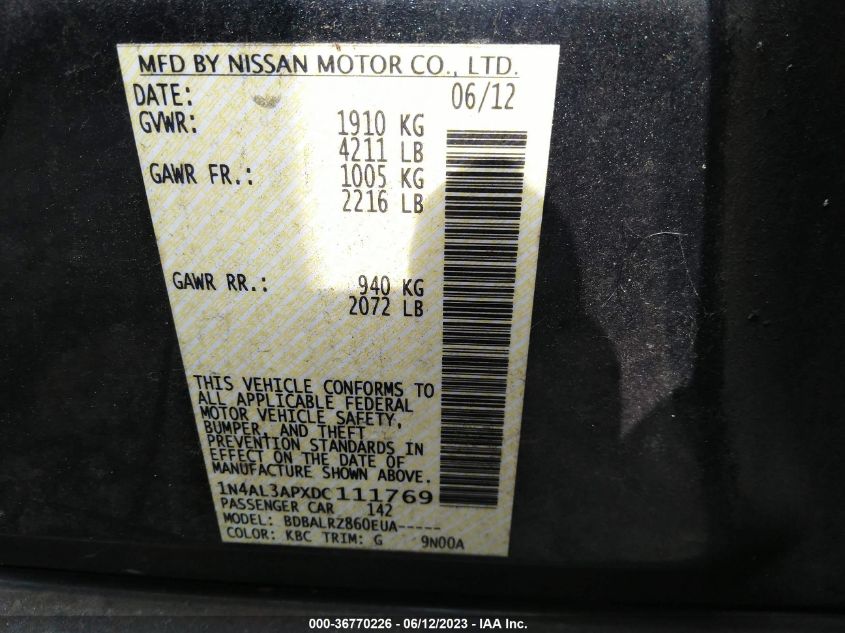 MFD BY NISSAN MOTOR CO., LTD.
DATE: 06/12
GVWR: 1910 KG
4211 LB
GAWR FR.: 1005 KG
2216 LB
GAWR RR.: 940 KG
2072 LB
THIS VEHICLE CONFORMS TO
ALL APPLICABLE FEDERAL
MOTOR VEHICLE SAFETY,
BUMPER, AND THEFT
PREVENTION STANDARDS IN
EFFECT ON THE DATE OF
MANUFACTURE SHOWN ABOVE.
1N4AL3APXDC111769
PASSENGER CAR 142
MODEL: BDBALRZ860EUA-----
COLOR: KBC TRIM: G 9N00A
000-36770226 - 06/12/2023 - IAA Inc.